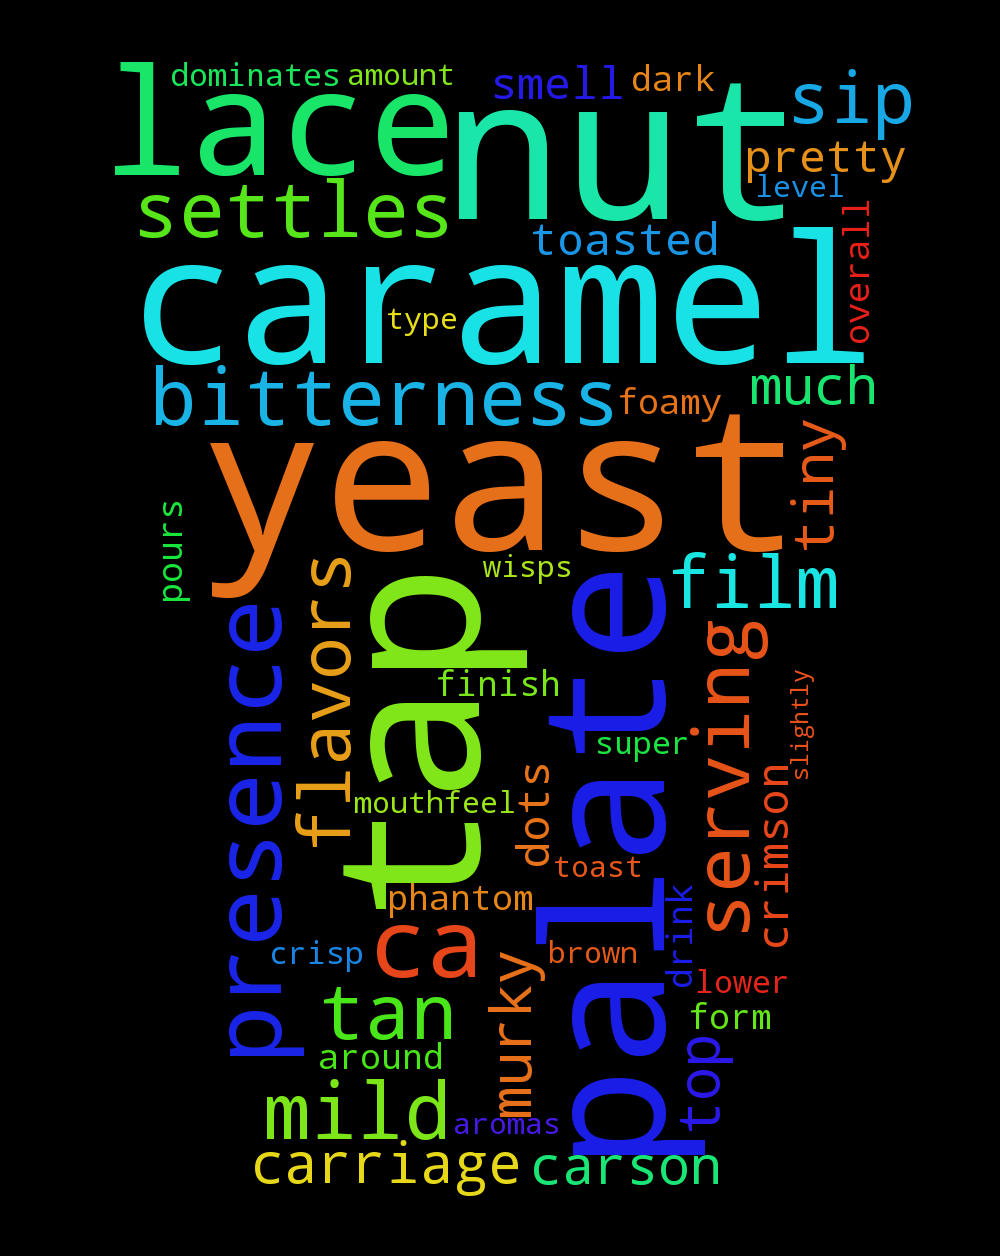 dominates
amount
smell
dark
sip
lace
nut
pretty
level
settles
toasted
overall
caramel
type
bitterness
foamy
much
yeast
tiny
pours
wisps
film
flavors
tap
palate
presence
serving
finish
slightly
super
mouthfeel
dots
crimson
toast
phantom
drink
ca
crisp
brown
murky
lower
tan
form
around
top
mild
aromas
carriage
carson